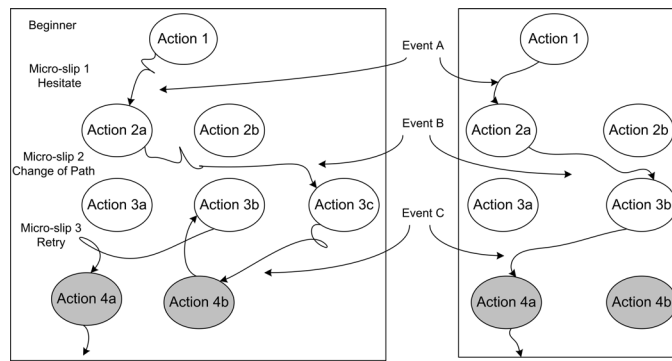 Beginner
Action 1
Micro-slip 1
Hesitate
Action 2a
Action 2b
Micro-slip 2
Change of Path
Action 3a
Action 3b
Action 3c
Micro-slip 3
Retry
Action 4a
Action 4b
Event A
Event B
Event C
Action 1
Action 2a
Action 2b
Action 3a
Action 3b
Action 4a
Action 4b